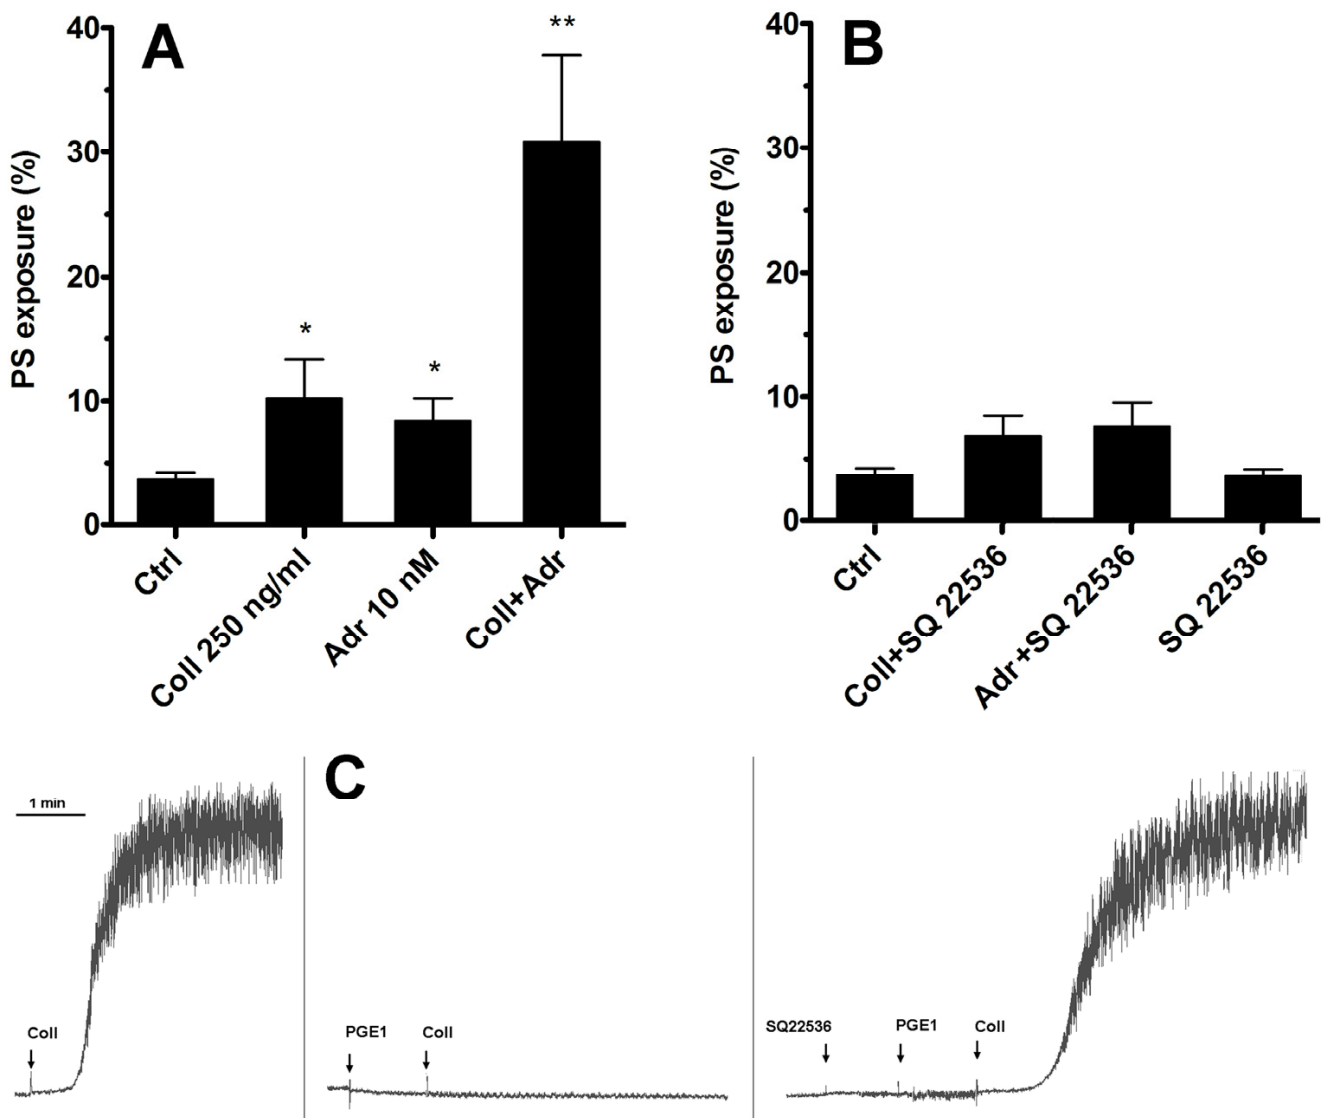 A
PS exposure (%)
40
30
20
10
0
*
*
**
Ctrl
Coll 250 ng/ml
Adr 10 nM
Coll+Adr
B
PS exposure (%)
40
30
20
10
0
Ctrl
Coll+SQ 22536
Adr+SQ 22536
SQ 22536
C
1 min
Coll
PGE1
Coll
SQ22536
PGE1
Coll